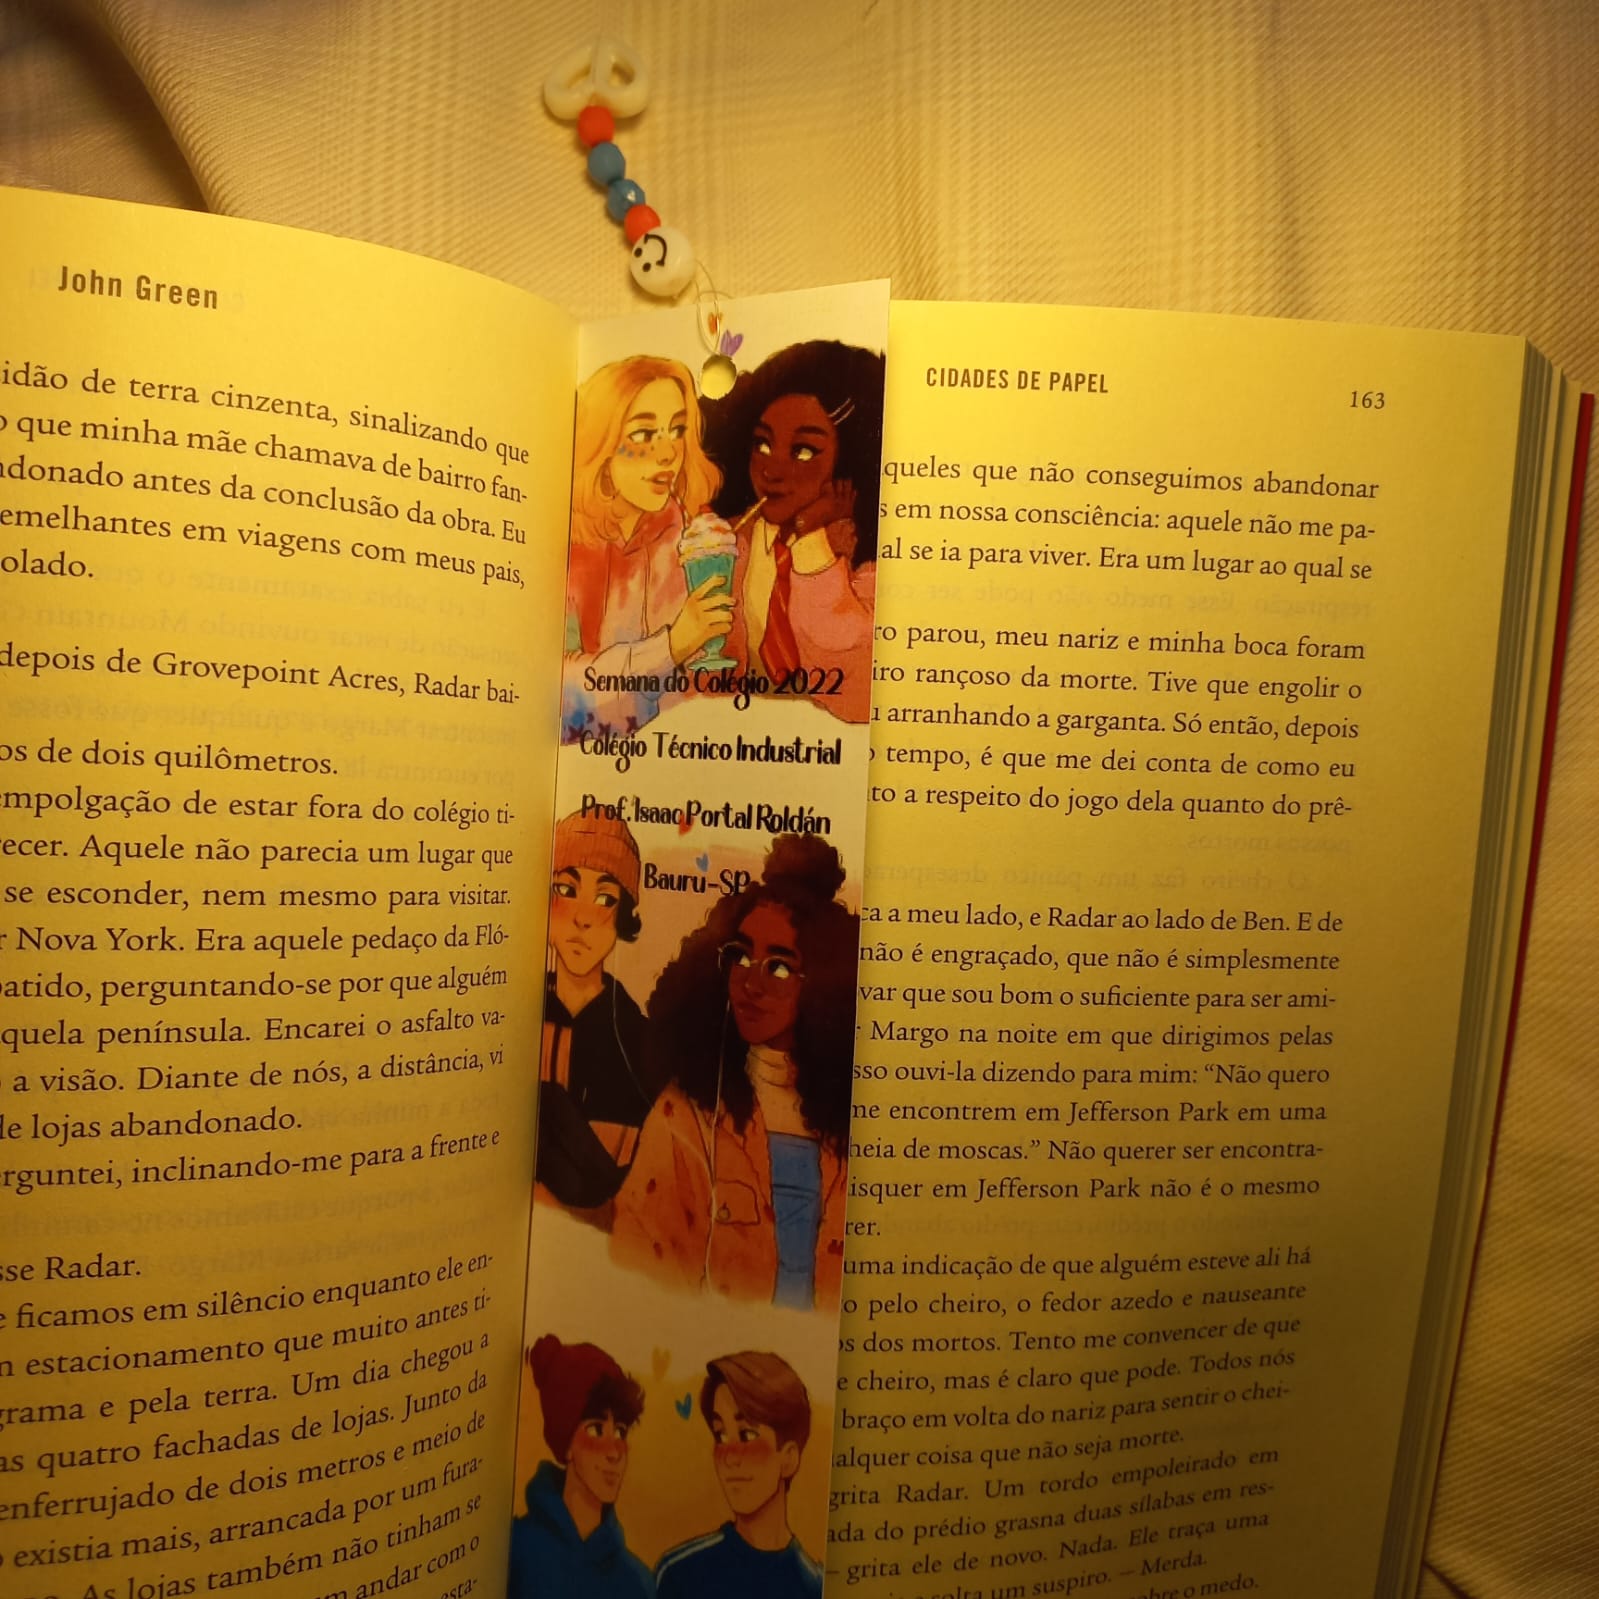 John Green
idão de terra cinzenta, sinalizando que
o que minha mãe chamava de bairro fan-
ndonado antes da conclusão da obra. Eu
emelhantes em viagens com meus pais,
olado.
depois de Grovepoint Acres, Radar bai-
os de dois quilômetros.
empolgação de estar fora do colégio ti-
ecer. Aquele não parecia um lugar que
se esconder, nem mesmo para visitar.
r Nova York. Era aquele pedaço da Fló-
batido, perguntando-se por que alguém
quela península. Encarei o asfalto va-
a visão. Diante de nós, a distância, vi
de lojas abandonado.
erguntei, inclinando-me para a frente e
sse Radar.
e ficamos em silêncio enquanto ele en-
n estacionamento que muito antes ti-
grama e pela terra. Um dia chegou a
as quatro fachadas de lojas. Junto da
enferrujado de dois metros e meio de
o existia mais, arrancada por um fura-
As lojas também não tinham se
andar com o
esta-
Semana do Colégio 2022
Colégio Técnico Industrial
Prof. Isaac Portal Roldán
Bauru-SP
CIDADES DE PAPEL 163
queles que não conseguimos abandonar
s em nossa consciência: aquele não me pa-
al se ia para viver. Era um lugar ao qual se
ro parou, meu nariz e minha boca foram
iro rançoso da morte. Tive que engolir o
u arranhando a garganta. Só então, depois
o tempo, é que me dei conta de como eu
to a respeito do jogo dela quanto do prê-
ca a meu lado, e Radar ao lado de Ben. E de
não é engraçado, que não é simplesmente
var que sou bom o suficiente para ser ami-
r Margo na noite em que dirigimos pelas
sso ouvi-la dizendo para mim: “Não quero
me encontrem em Jefferson Park em uma
heia de moscas.” Não querer ser encontra-
isquer em Jefferson Park não é o mesmo
rer.
uma indicação de que alguém esteve ali há
o pelo cheiro, o fedor azedo e nauseante
os dos mortos. Tento me convencer de que
e cheiro, mas é claro que pode. Todos nós
braço em volta do nariz para sentir o chei-
alquer coisa que não seja morte.
grita Radar. Um tordo empoleirado em
ada do prédio grasna duas sílabas em res-
– grita ele de novo. Nada. Ele traça uma
solta um suspiro. — Merda.
obre o medo.